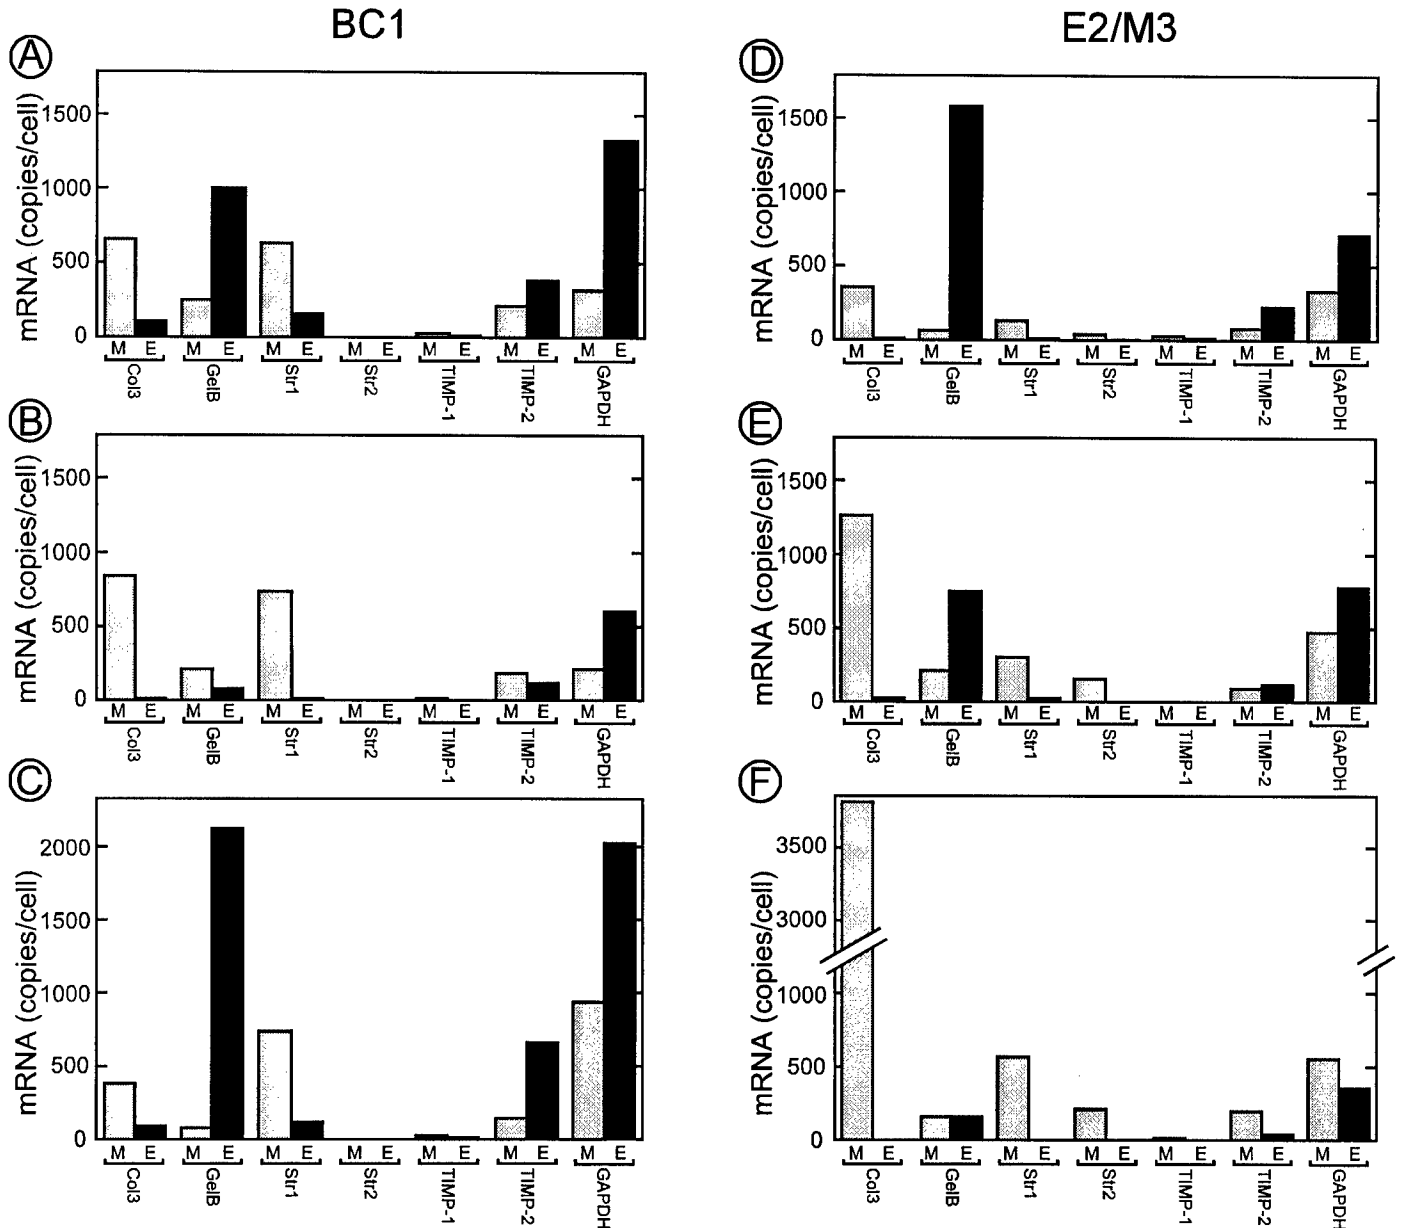 BC1
E2/M3
A
mRNA (copies/cell)
1500
1000
500
0
M E M E M E M E M E M E M E
Col3 GelB Str1 Str2 TIMP-1 TIMP-2 GAPDH
D
mRNA (copies/cell)
1500
1000
500
0
M E M E M E M E M E M E M E
Col3 GelB Str1 Str2 TIMP-1 TIMP-2 GAPDH
B
mRNA (copies/cell)
1500
1000
500
0
M E M E M E M E M E M E M E
Col3 GelB Str1 Str2 TIMP-1 TIMP-2 GAPDH
E
mRNA (copies/cell)
1500
1000
500
0
M E M E M E M E M E M E M E
Col3 GelB Str1 Str2 TIMP-1 TIMP-2 GAPDH
C
mRNA (copies/cell)
2000
1500
1000
500
0
M E M E M E M E M E M E M E
Col3 GelB Str1 Str2 TIMP-1 TIMP-2 GAPDH
F
mRNA (copies/cell)
3500
3000
1000
500
0
M E M E M E M E M E M E M E
Col3 GelB Str1 Str2 TIMP-1 TIMP-2 GAPDH